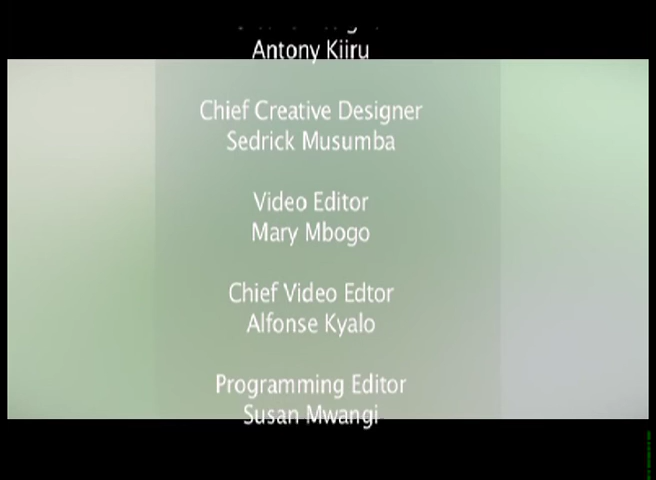 Antony Kiiru
Chief Creative Designer
Sedrick Musumba
Video Editor
Mary Mbogo
Chief Video Edtor
Alfonse Kyalo
Programming Editor
Susan Mwangi